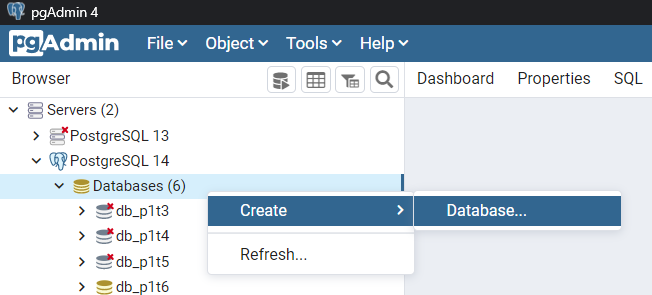 pgAdmin 4
pgAdmin File Object Tools Help
Browser Dashboard Properties SQL
Servers (2)
PostgreSQL 13
PostgreSQL 14
Databases (6)
db_p1t3 Create Database...
db_p1t4
db_p1t5 Refresh...
db_p1t6